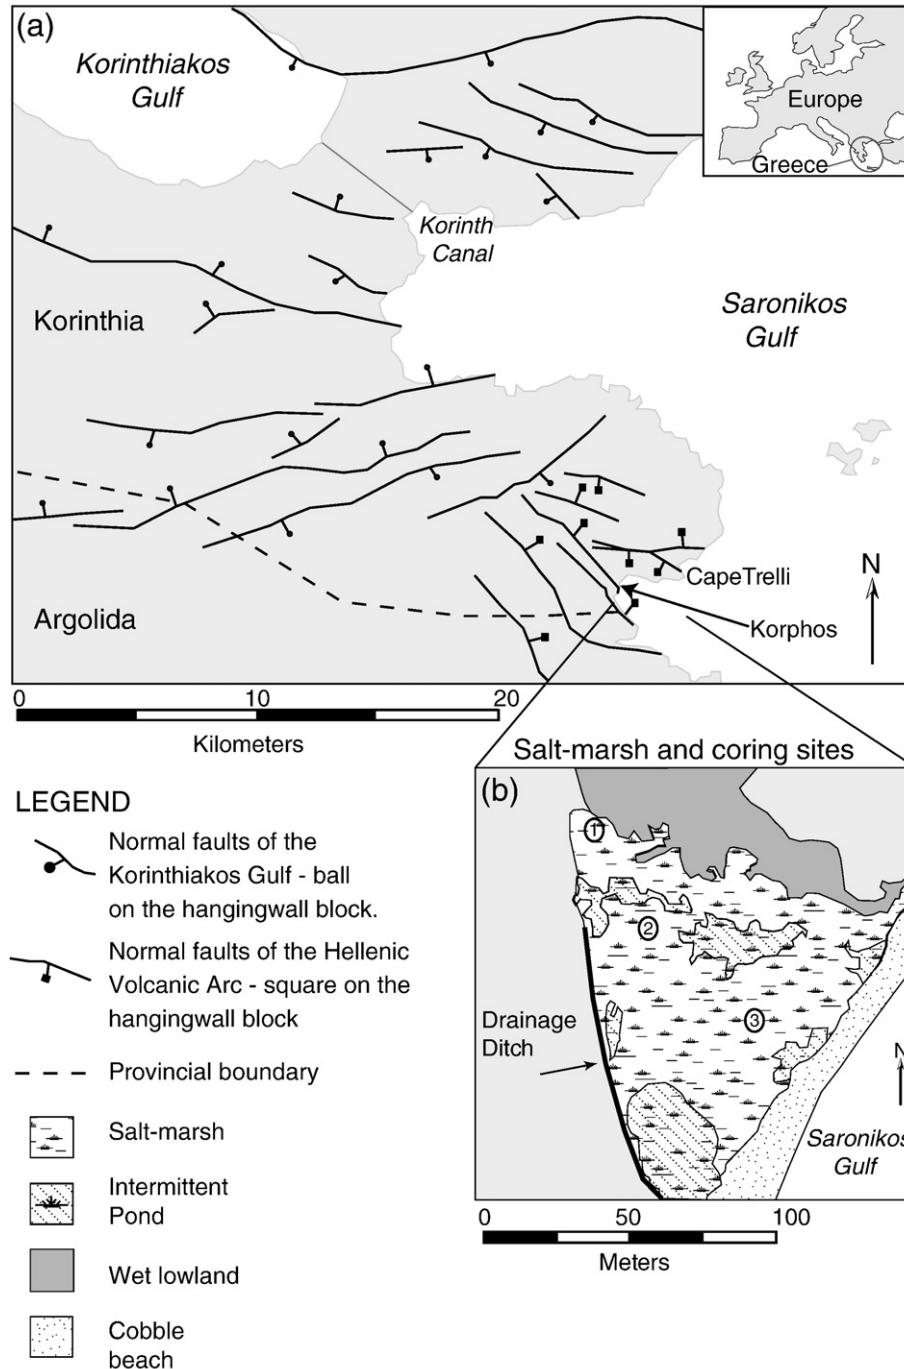 (a)
Korinthiakos
Gulf
Europe
Greece
Korinth
Canal
Saronikos
Gulf
Korinthia
CapeTrelli
N
Argolida
Korphos
0 10 20
Kilometers
Salt-marsh and coring sites
LEGEND
Normal faults of the
Korinthiakos Gulf - ball
on the hangingwall block.
Normal faults of the Hellenic
Volcanic Arc - square on the
hangingwall block
Provincial boundary
Salt-marsh
Intermittent
Pond
Wet lowland
Cobble
beach
(b)
1
2
3
Drainage
Ditch
N
Saronikos
Gulf
0 50 100
Meters